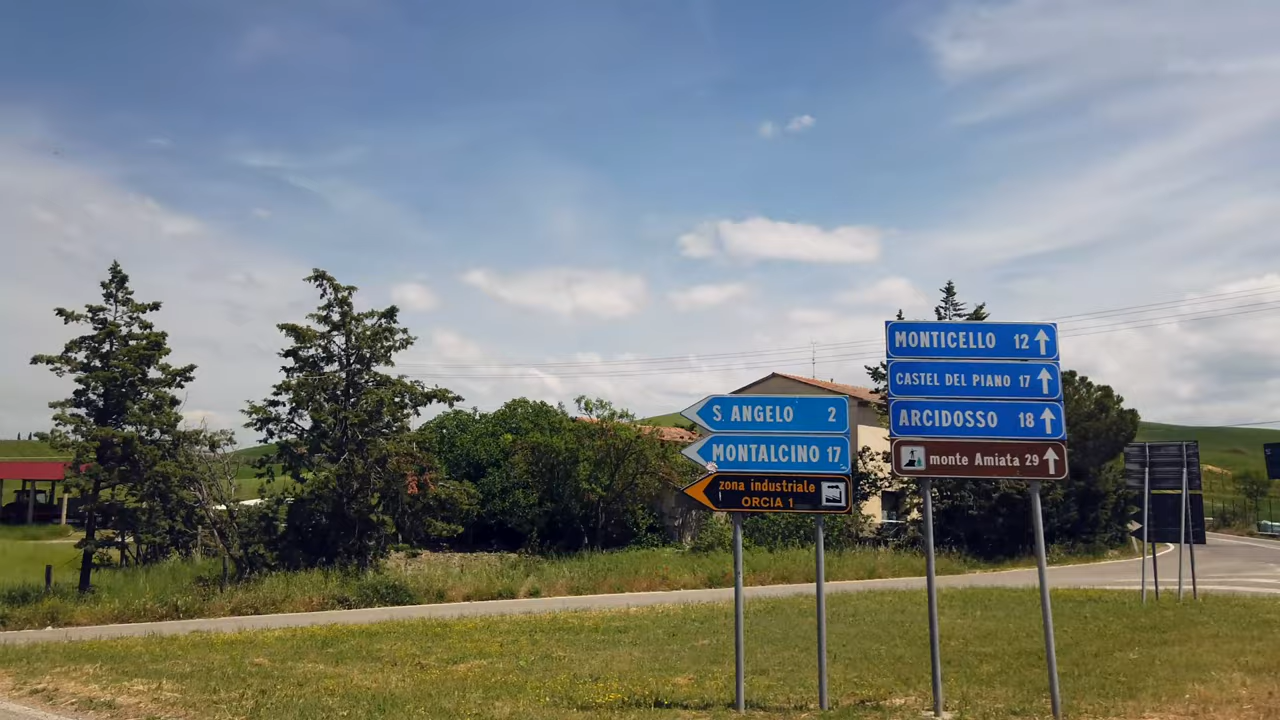 S. ANGELO 2
MONTALCINO 17
zona industriale
ORCIA 1
MONTICELLO 12
CASTEL DEL PIANO 17
ARCIDOSSO 18
monte Amiata 29